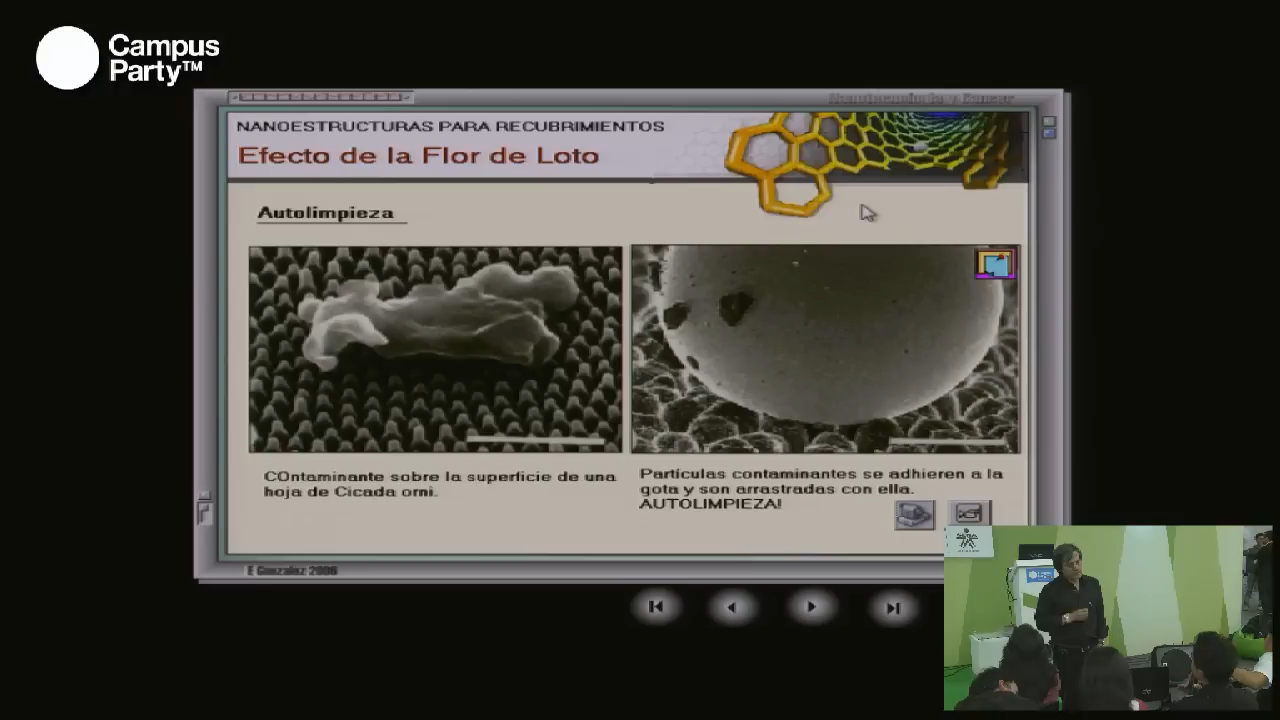 Campus
Party™
NANOESTRUCTURAS PARA RECUBRIMIENTOS
Efecto de la Flor de Loto
Autolimpieza
COntaminante sobre la superficie de una
hoja de Cicada orni.
Partículas contaminantes se adhieren a la
gota y son arrastradas con ella.
AUTOLIMPIEZA!
E Gonzalez 2006